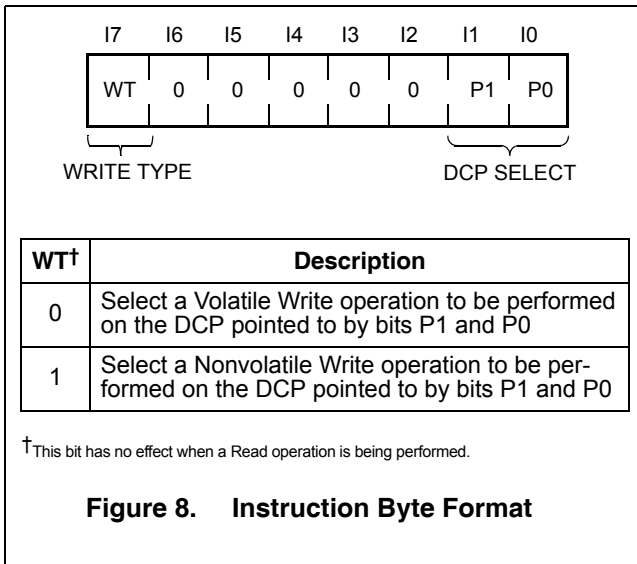 I7 I6 I5 I4 I3 I2 I1 I0
WT 0 0 0 0 0 P1 P0
WRITE TYPE DCP SELECT
WT† Description
0 Select a Volatile Write operation to be performed
on the DCP pointed to by bits P1 and P0
1 Select a Nonvolatile Write operation to be per-
formed on the DCP pointed to by bits P1 and P0
†This bit has no effect when a Read operation is being performed.
Figure 8. Instruction Byte Format